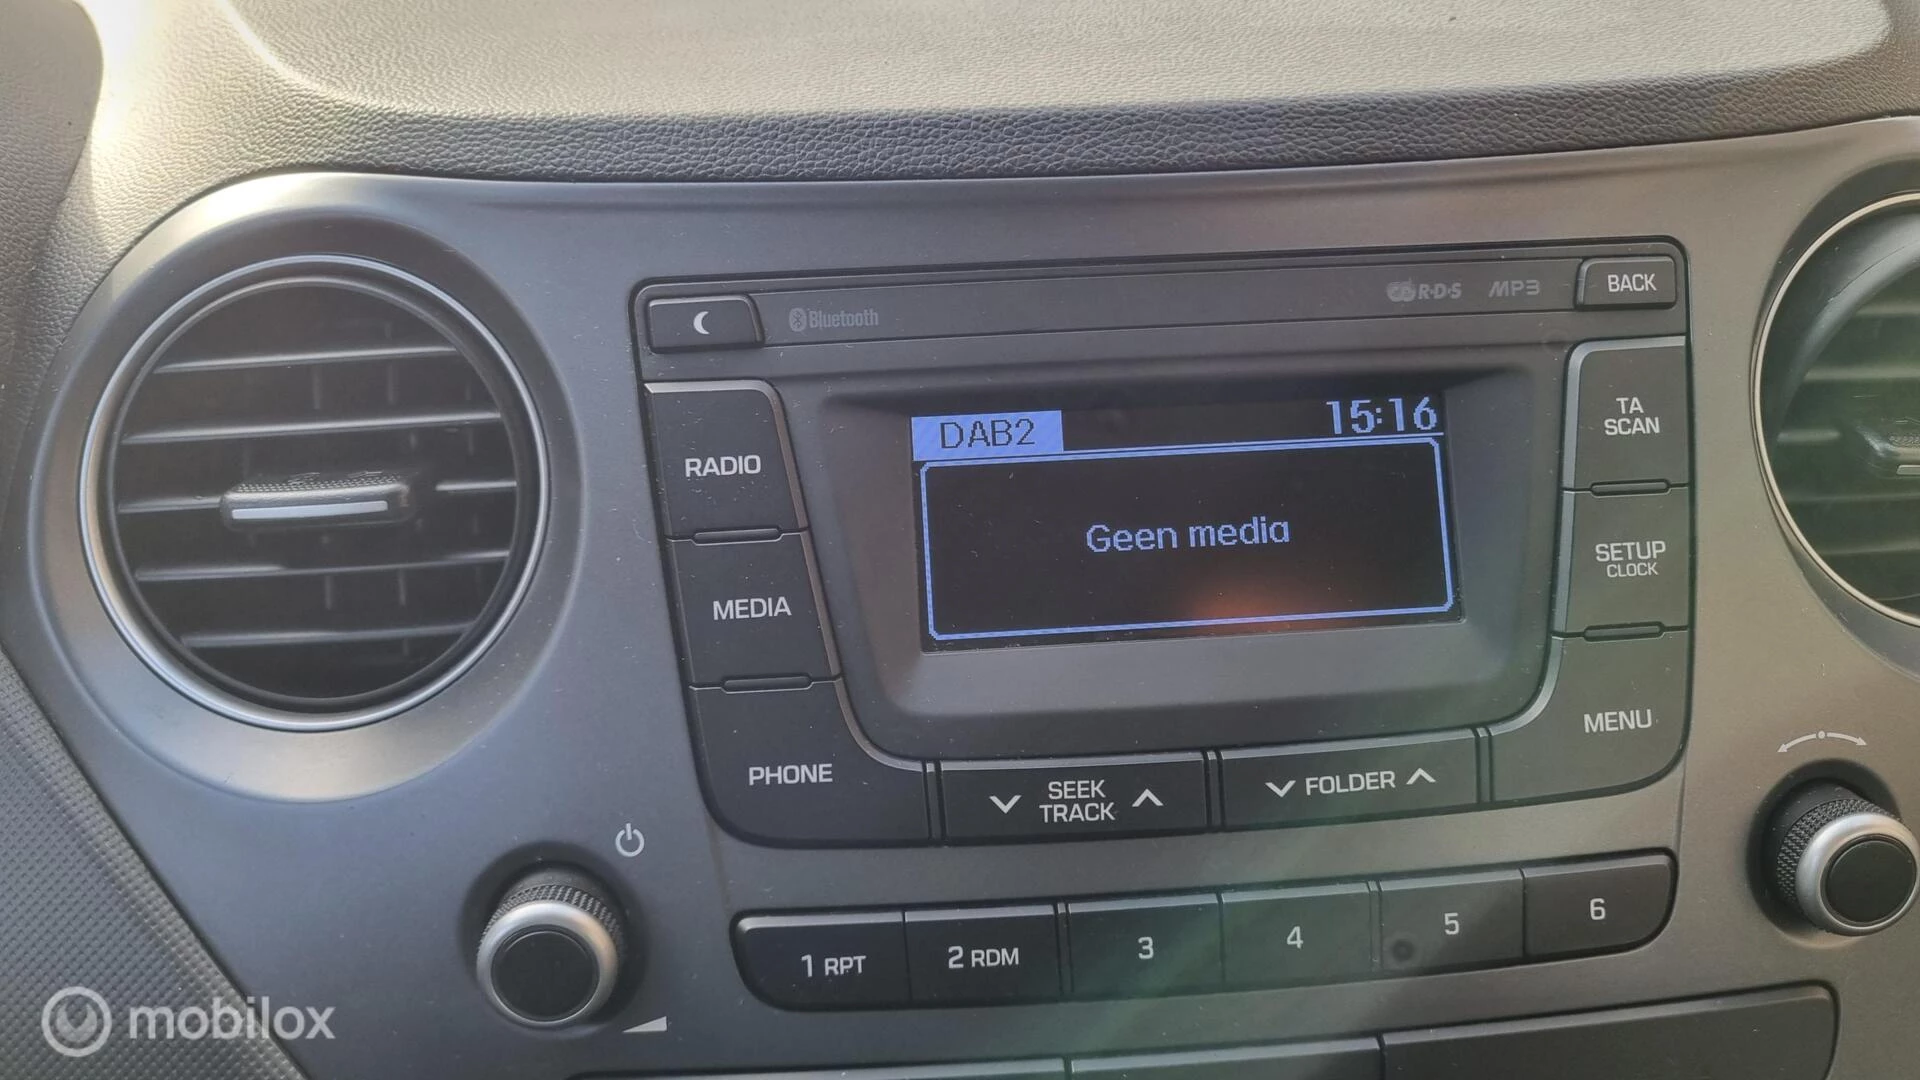 Bluetooth
R·D·S
MP3
BACK
DAB2
15:16
Geen media
RADIO
MEDIA
PHONE
TA
SCAN
SETUP
CLOCK
MENU
SEEK
TRACK
FOLDER
1 RPT
2 RDM
3
4
5
6
mobilox